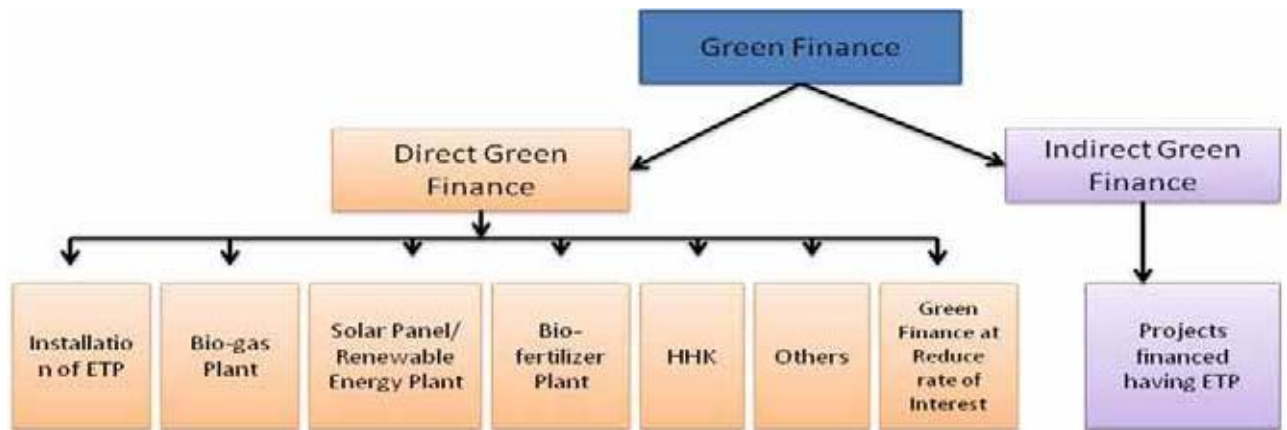 Green Finance
Direct Green
Finance
Indirect Green
Finance
Installatio
n of ETP
Bio-gas
Plant
Solar Panel/
Renewable
Energy Plant
Bio-
fertilizer
Plant
HHK
Others
Green
Finance at
Reduce
rate of
Interest
Projects
financed
having ETP